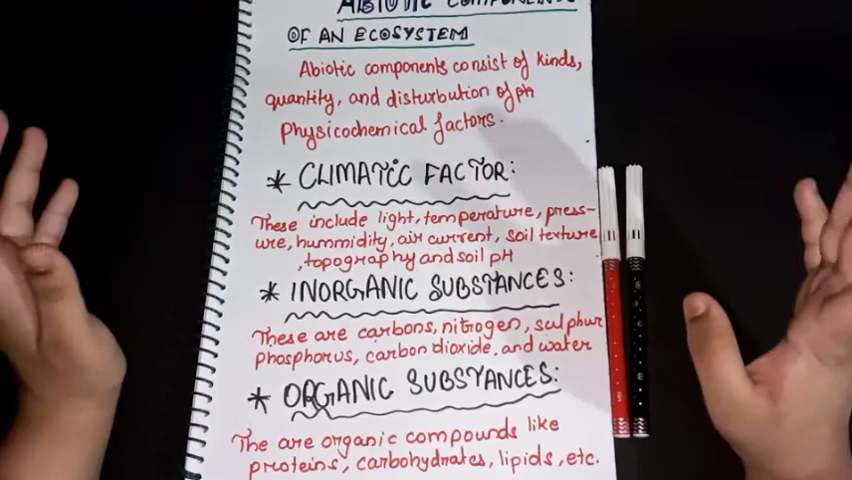 ABIOTIC COMPONENTS
OF AN ECOSYSTEM
Abiotic components consist of kinds,
quantity, and disturbution of ph
Physicochemical factors.
* CLIMATIC FACTOR:
These include light, temperature, press-
ure, hummidity, air current, soil texture
, topography and soil pH
* INORGANIC SUBSTANCES:
These are carbons, nitrogen, sulphur
phosphorus, carbon dioxide, and water
* ORGANIC SUBSTANCES:
The are organic compounds like
proteins, carbohydrates, lipids, etc.